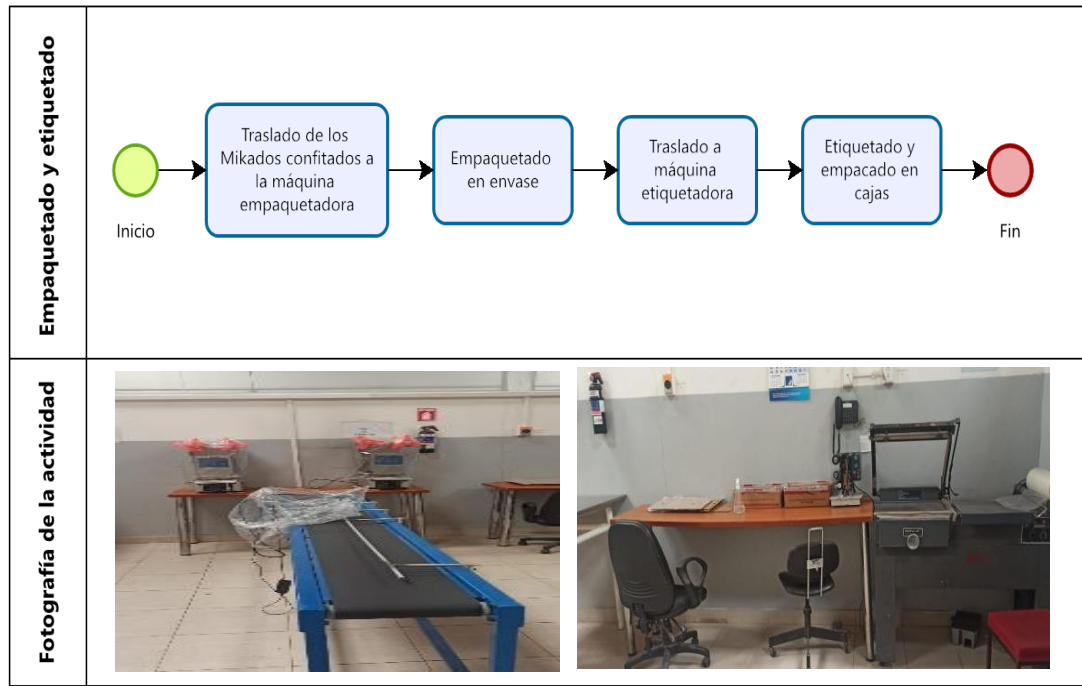 Empaquetado y etiquetado
Traslado de los
Mikados confitados a
la máquina
empaquetadora
Empaquetado
en envase
Traslado a
máquina
etiquetadora
Etiquetado y
empacado en
cajas
Inicio
Fin
Fotografía de la actividad